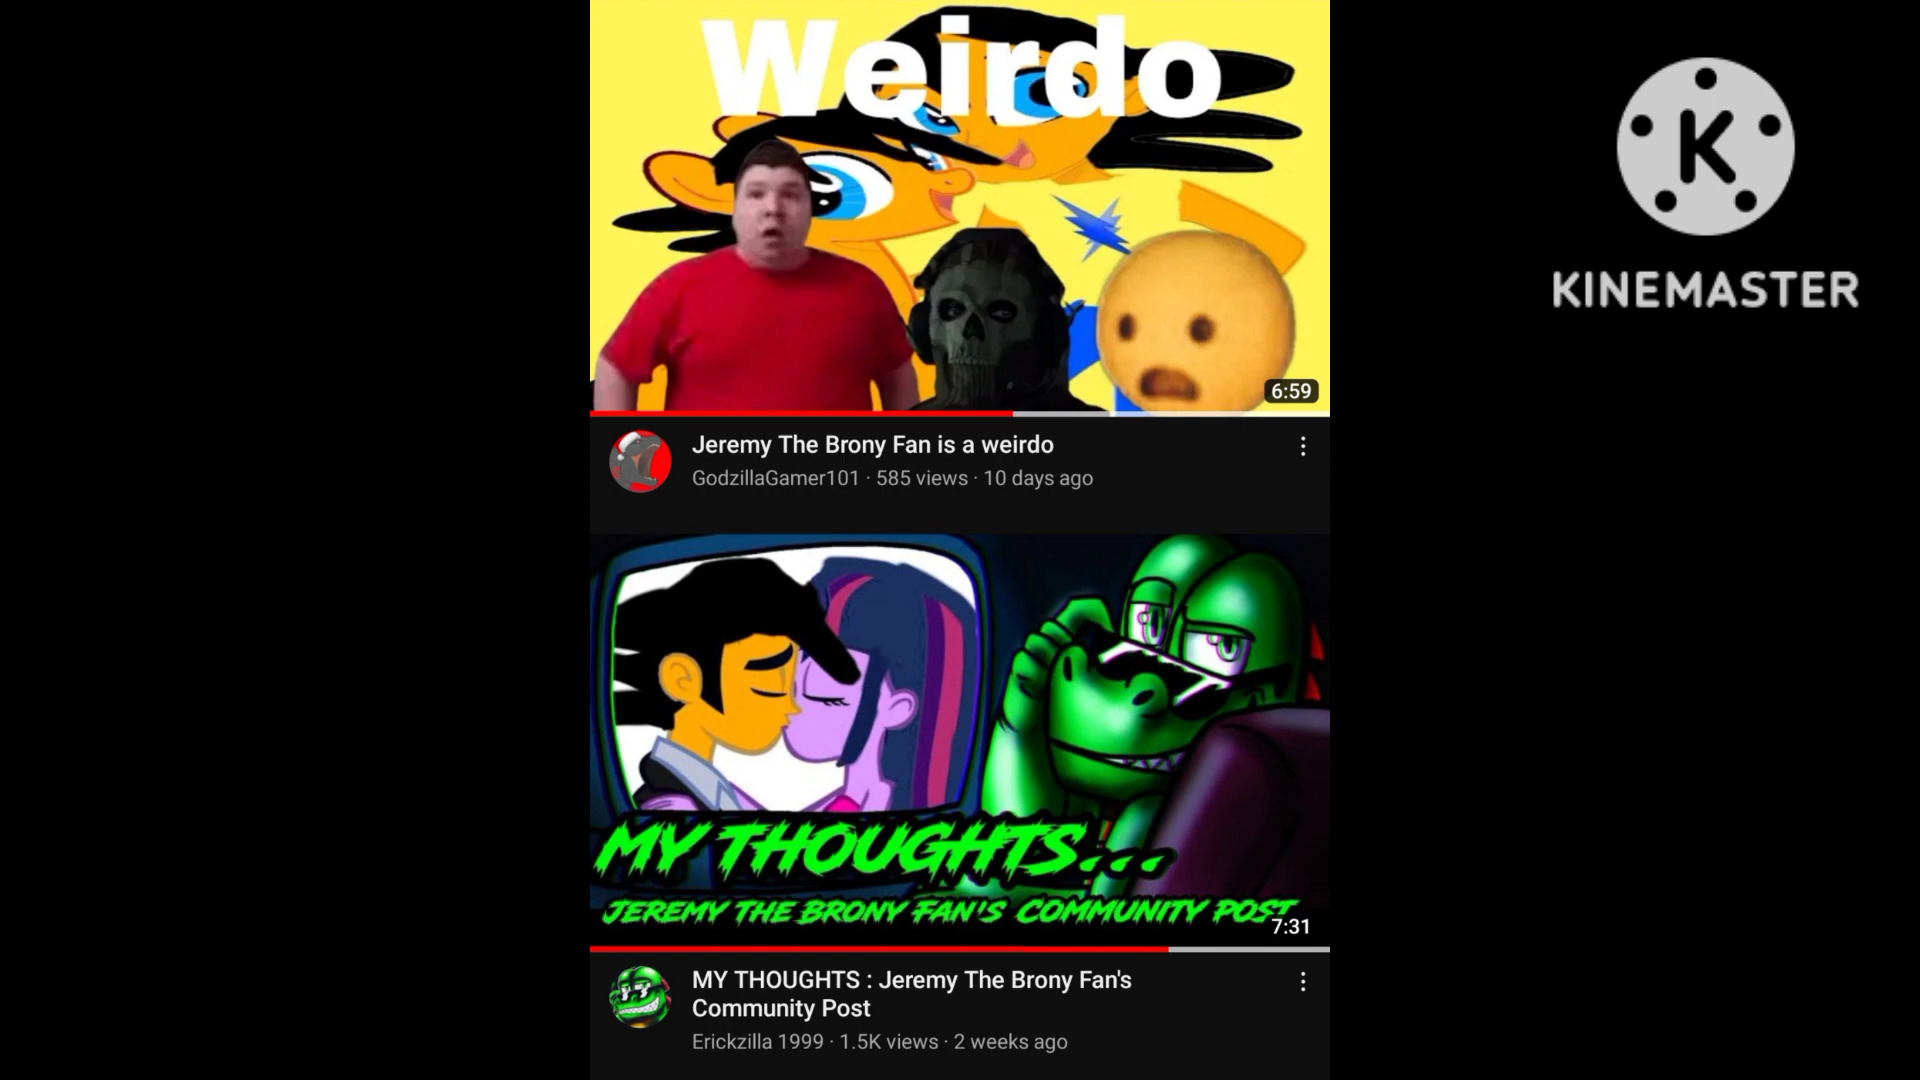 Weirdo
6:59
Jeremy The Brony Fan is a weirdo
GodzillaGamer101 · 585 views · 10 days ago
MY THOUGHTS...
JEREMY THE BRONY FAN'S COMMUNITY POST
7:31
MY THOUGHTS : Jeremy The Brony Fan's
Community Post
Erickzilla 1999 · 1.5K views · 2 weeks ago
K
KINEMASTER